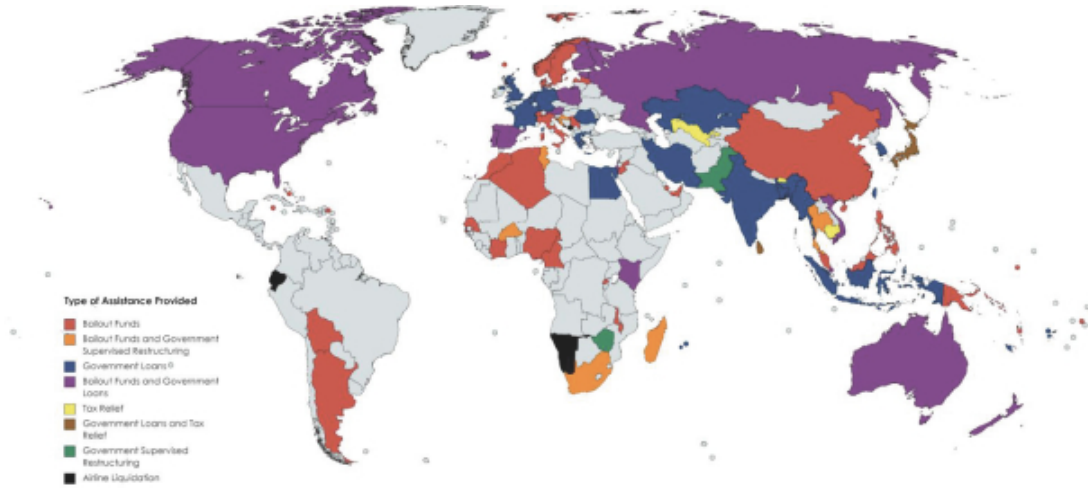 Type of Assistance Provided
Bailout Funds
Bailout Funds and Government
Supervised Restructuring
Government Loans
Bailout Funds and Government
Loans
Tax Relief
Government Loans and Tax
Relief
Government Supervised
Restructuring
Airline Liquidation